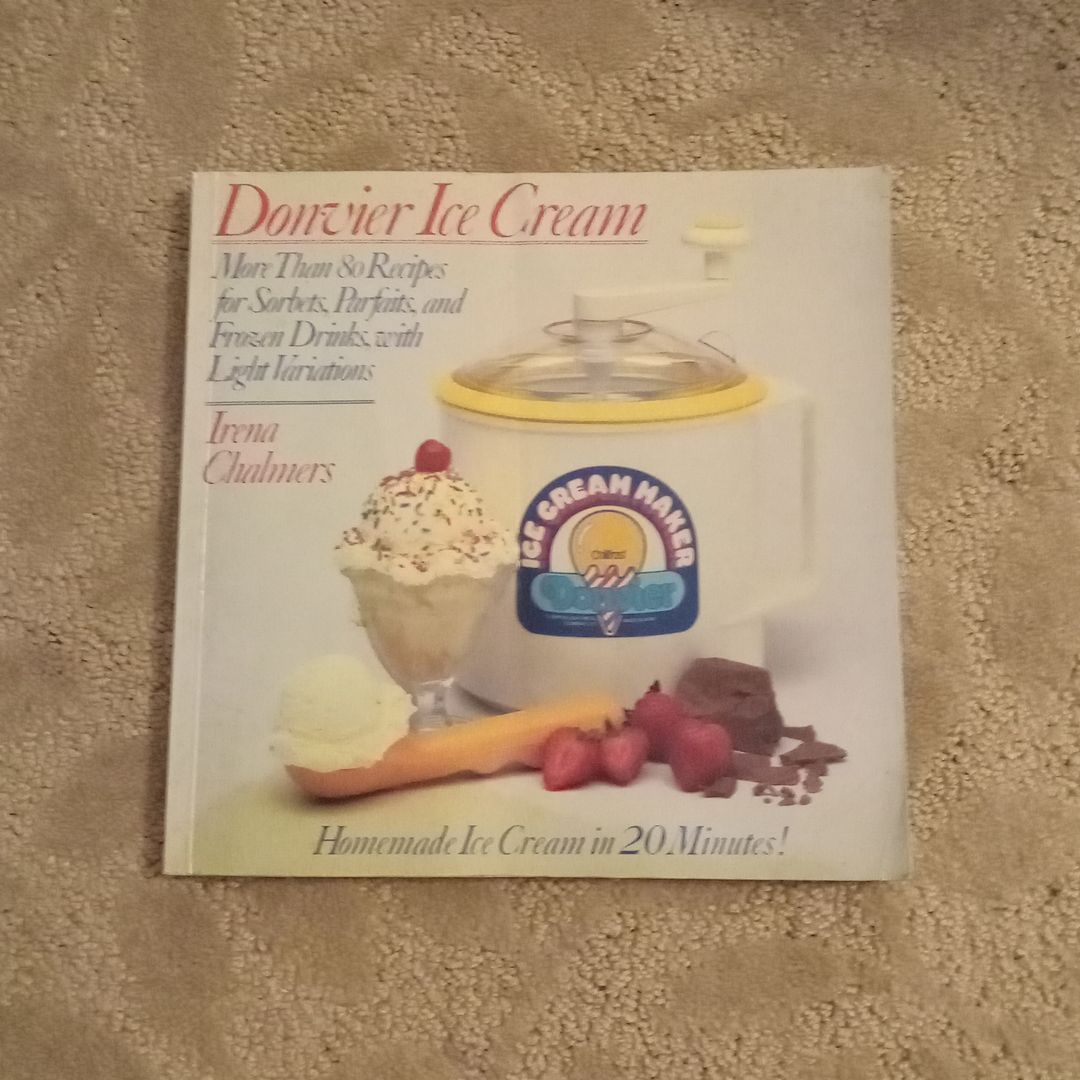 Donvier Ice Cream
More Than 80 Recipes
for Sorbets, Parfaits, and
Frozen Drinks, with
Light Variations
Irena
Chalmers
ICE CREAM MAKER
Chilfast
Donvier
Homemade Ice Cream in 20 Minutes!